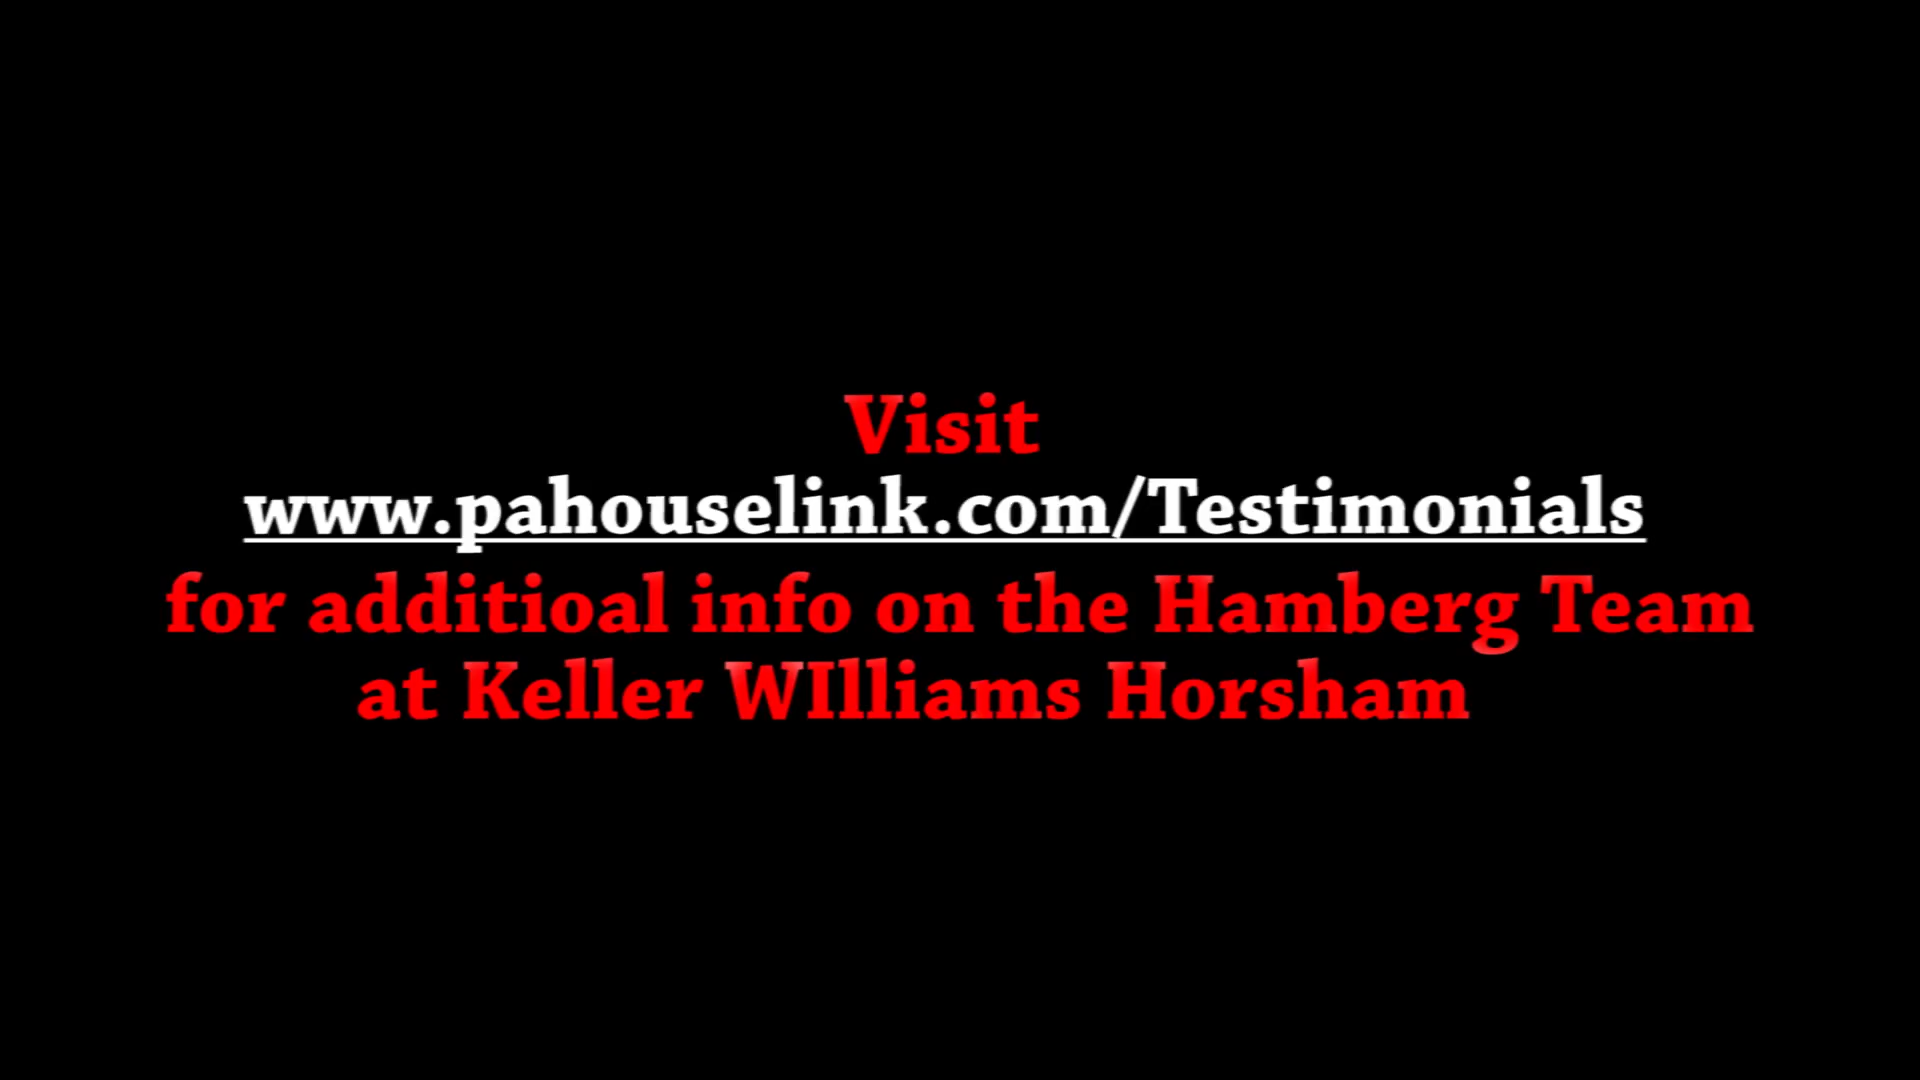 Visit
www.pahouselink.com/Testimonials
for additioal info on the Hamberg Team
at Keller WIlliams Horsham